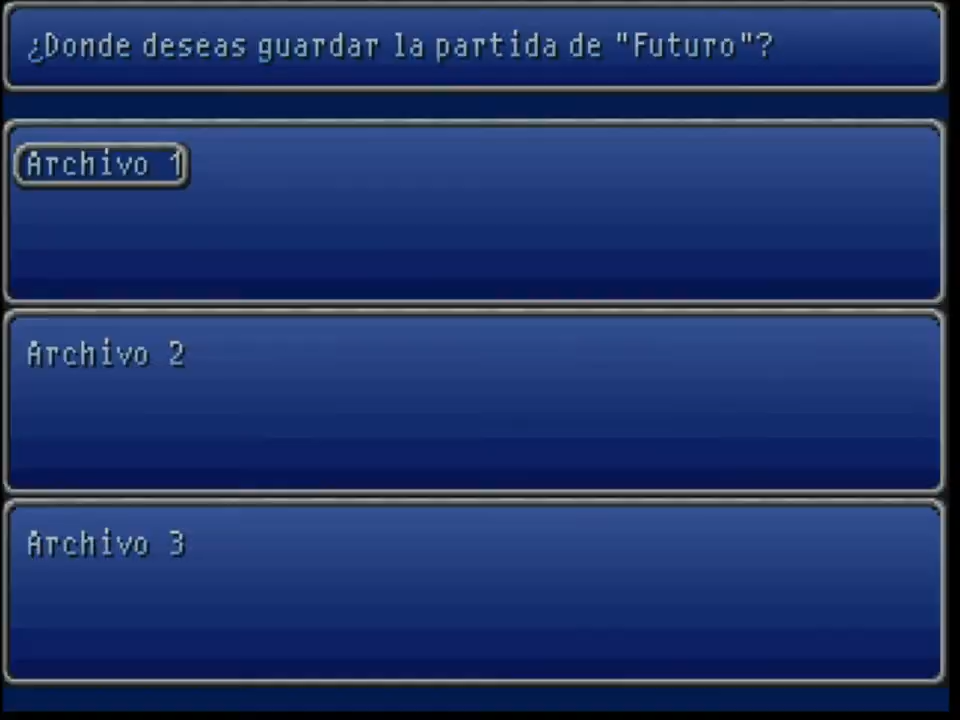 ¿Donde deseas guardar la partida de "Futuro"?
Archivo 1
Archivo 2
Archivo 3